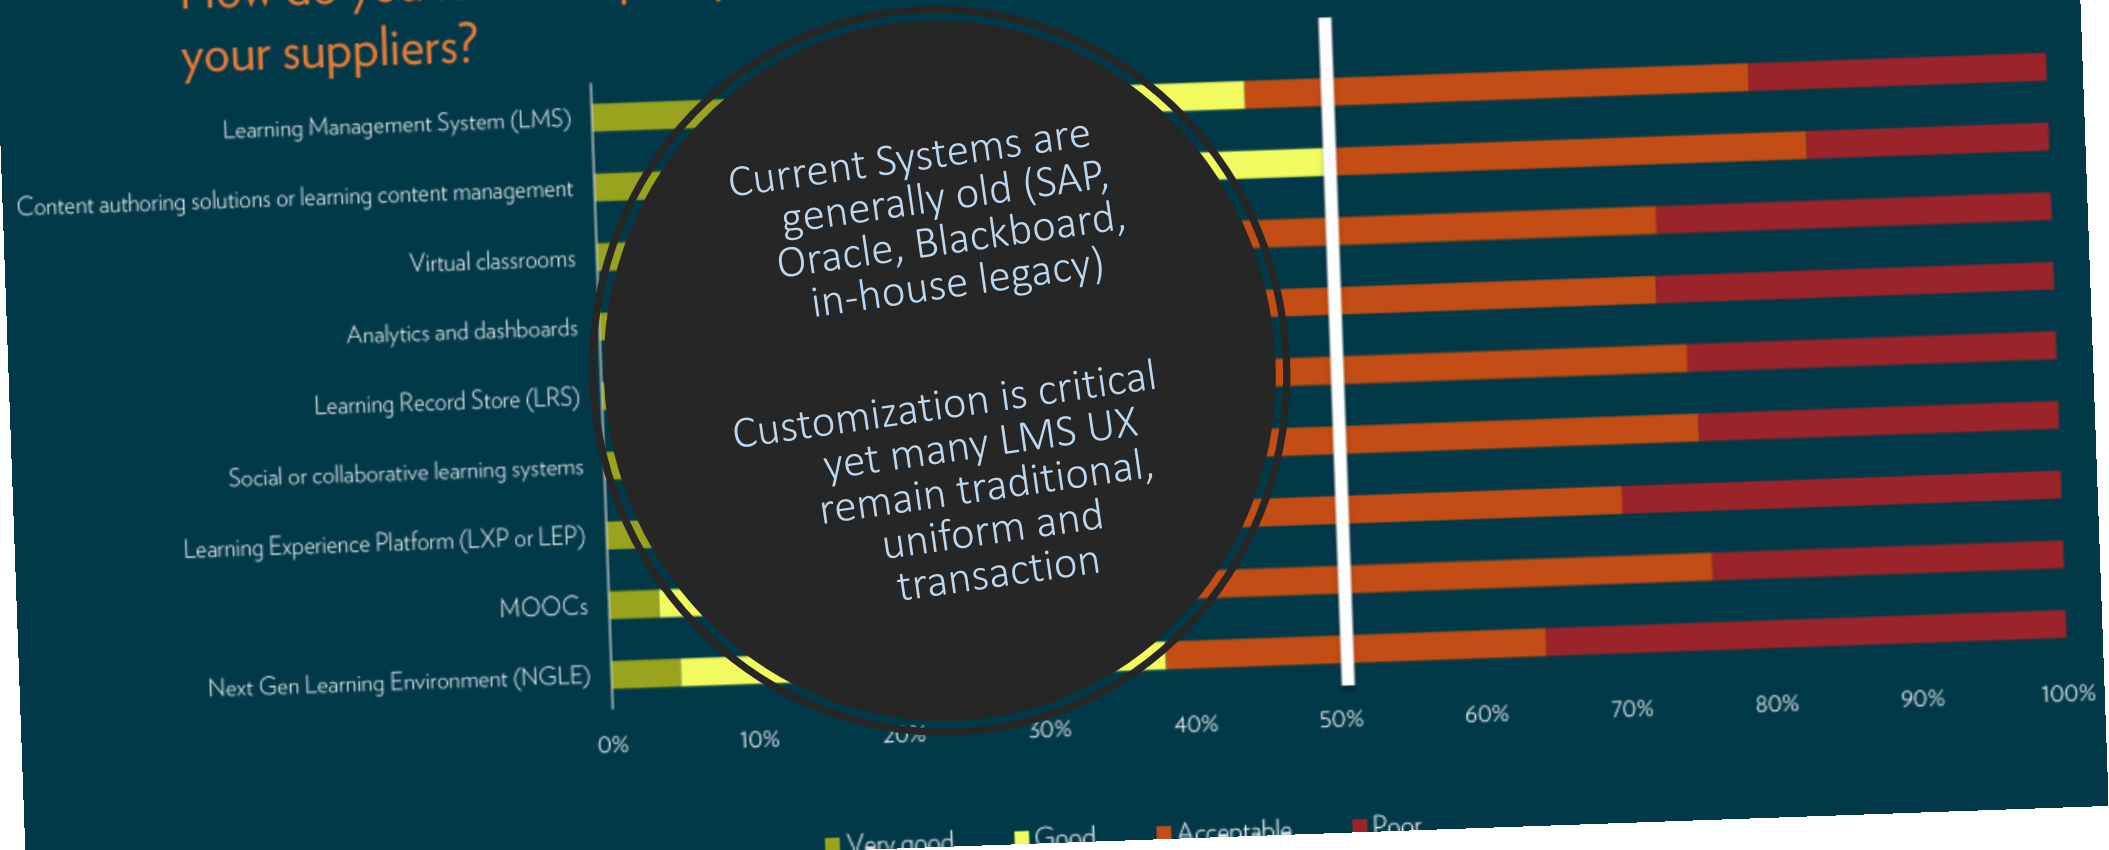 How do you
your suppliers?
Learning Management System (LMS)
Content authoring solutions or learning content management
Virtual classrooms
Analytics and dashboards
Learning Record Store (LRS)
Social or collaborative learning systems
Learning Experience Platform (LXP or LEP)
MOOCs
Next Gen Learning Environment (NGLE)
Current Systems are
generally old (SAP,
Oracle, Blackboard,
in-house legacy)
Customization is critical
yet many LMS UX
remain traditional,
uniform and
transaction
0% 10% 20% 30% 40% 50% 60% 70% 80% 90% 100%
Very good Good Acceptable Poor